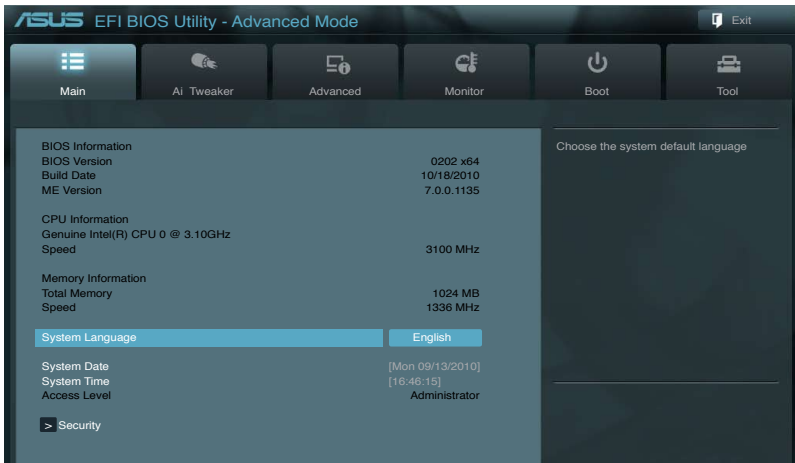 ASUS EFI BIOS Utility - Advanced Mode
Exit
Main
Ai Tweaker
Advanced
Monitor
Boot
Tool
BIOS Information
BIOS Version 0202 x64
Build Date 10/18/2010
ME Version 7.0.0.1135
CPU Information
Genuine Intel(R) CPU 0 @ 3.10GHz
Speed 3100 MHz
Memory Information
Total Memory 1024 MB
Speed 1336 MHz
System Language English
System Date [Mon 09/13/2010]
System Time [16:46:15]
Access Level Administrator
> Security
Choose the system default language